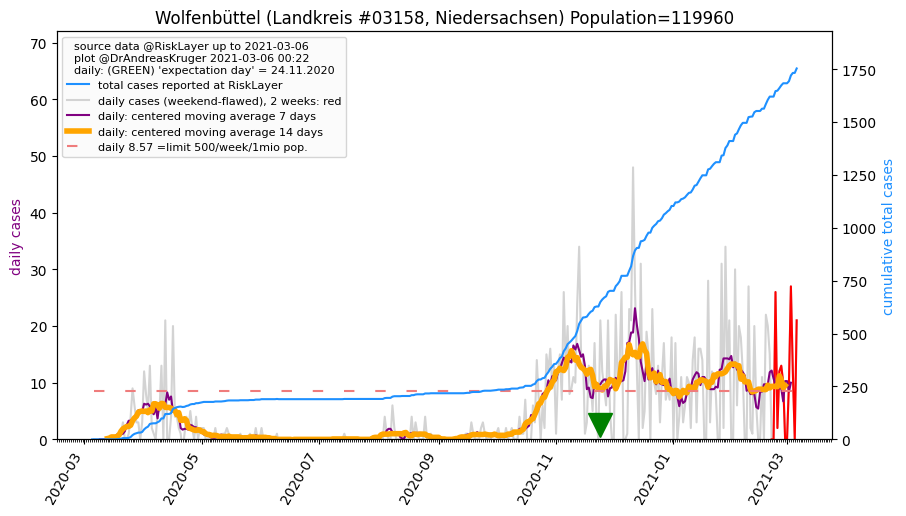 Wolfenbüttel (Landkreis #03158, Niedersachsen) Population=119960
source data @RiskLayer up to 2021-03-06
plot @DrAndreasKruger 2021-03-06 00:22
daily: (GREEN) 'expectation day' = 24.11.2020
total cases reported at RiskLayer
daily cases (weekend-flawed), 2 weeks: red
daily: centered moving average 7 days
daily: centered moving average 14 days
daily 8.57 =limit 500/week/1mio pop.
daily cases
70
60
50
40
30
20
10
0
cumulative total cases
1750
1500
1250
1000
750
500
250
0
2020-03
2020-05
2020-07
2020-09
2020-11
2021-01
2021-03